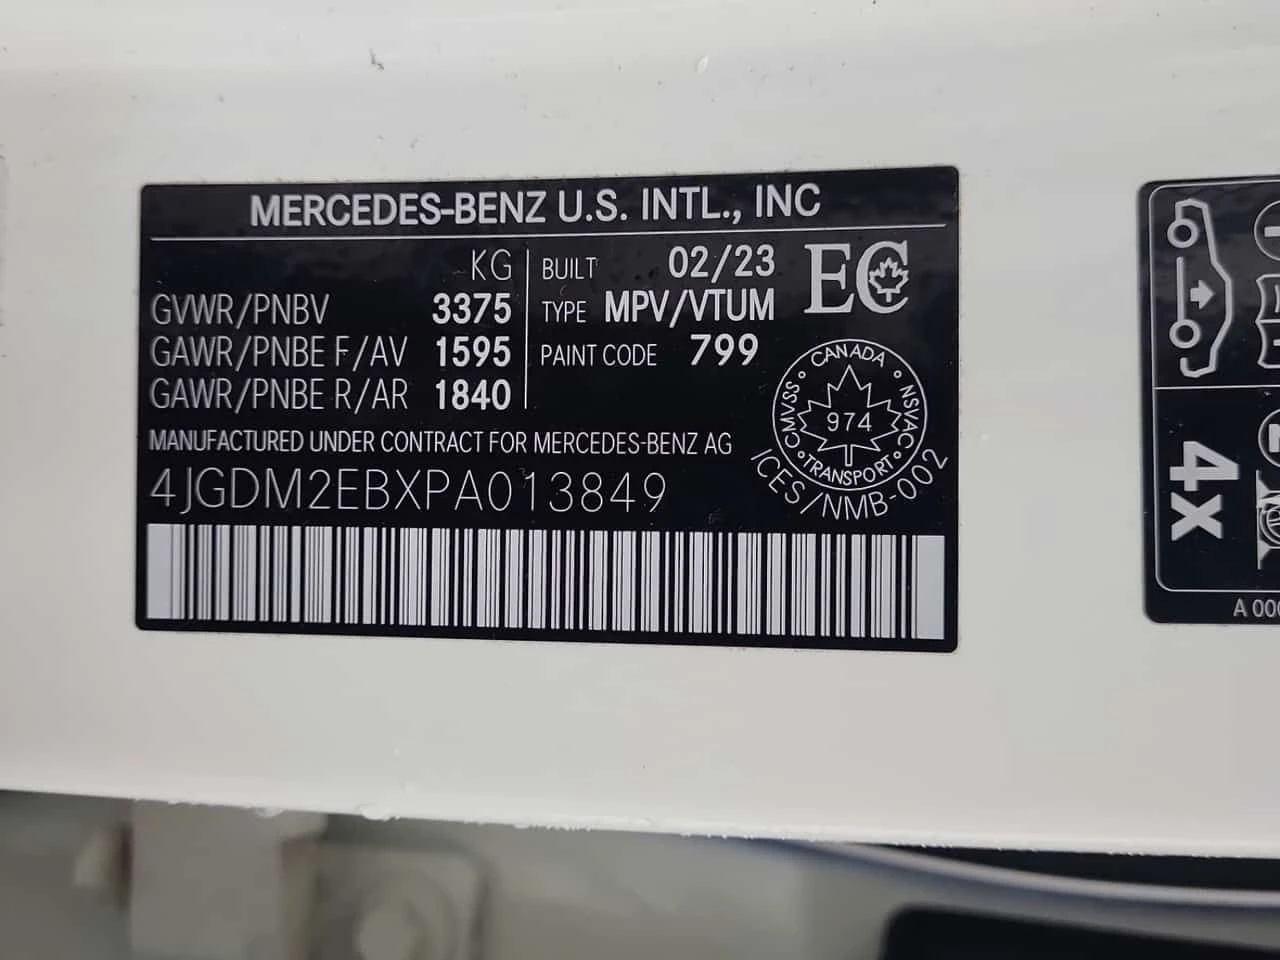 MERCEDES-BENZ U.S. INTL., INC
KG
GVWR/PNBV 3375
GAWR/PNBE F/AV 1595
GAWR/PNBE R/AR 1840
BUILT 02/23
TYPE MPV/VTUM
PAINT CODE 799
EC
CANADA
CMVSS NSVAC
974
TRANSPORT
ICES/NMB-002
MANUFACTURED UNDER CONTRACT FOR MERCEDES-BENZ AG
4JGDM2EBXPA013849
4x
A 000